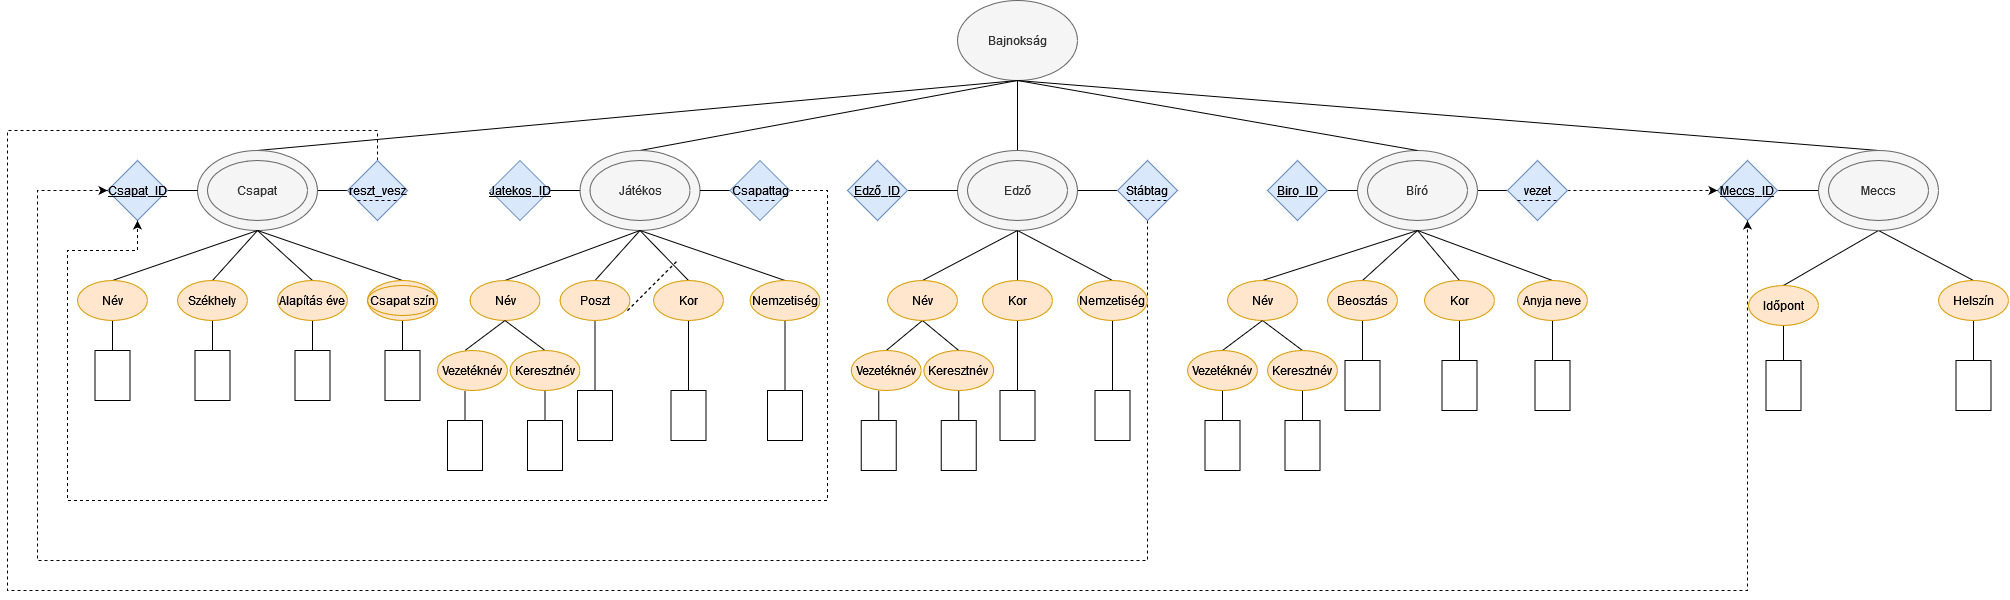 Bajnokság
Csapat_ID
Csapat
reszt_vesz
Jatekos_ID
Játékos
Csapattag
Edző_ID
Edző
Stábtag
Biro_ID
Bíró
vezet
Meccs_ID
Meccs
Név
Székhely
Alapítás éve
Csapat szín
Név
Poszt
Kor
Nemzetiség
Név
Kor
Nemzetiség
Név
Beosztás
Kor
Anyja neve
Időpont
Helszín
Vezetéknév
Keresztnév
Vezetéknév
Keresztnév
Vezetéknév
Keresztnév